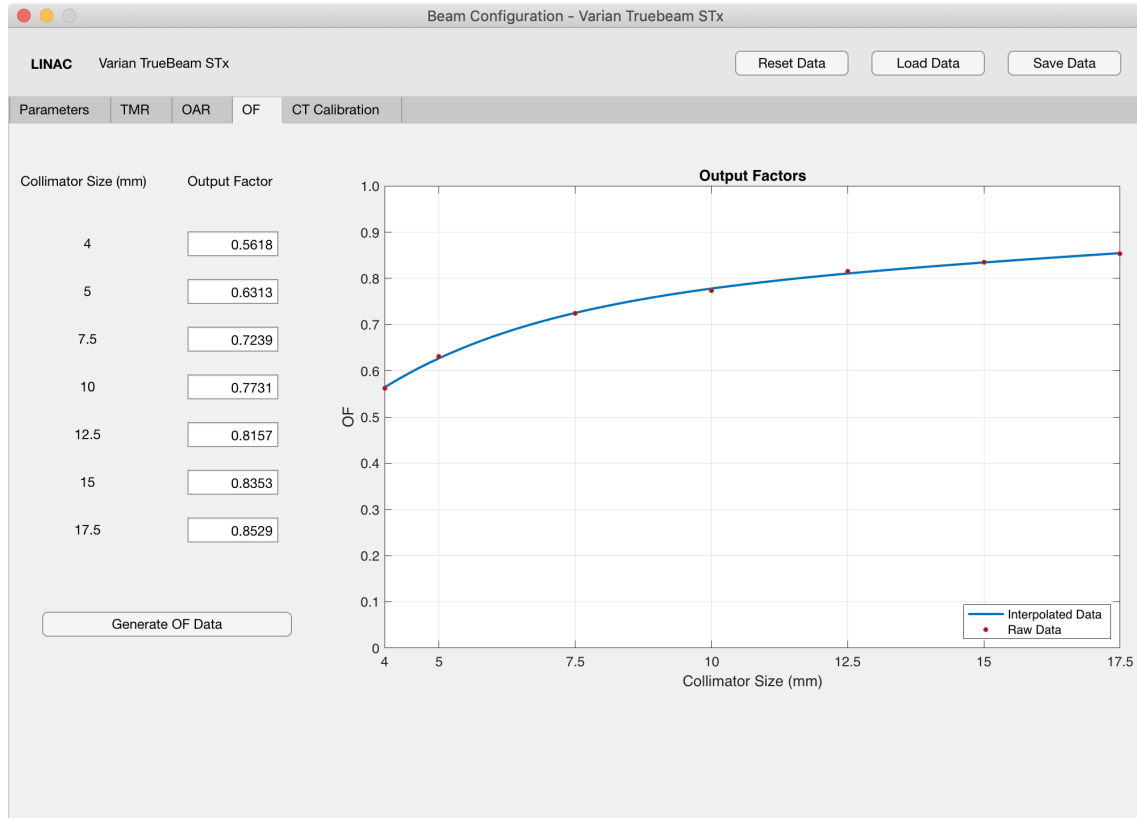 Beam Configuration - Varian Truebeam STx
LINAC Varian TrueBeam STx Reset Data Load Data Save Data
Parameters TMR OAR OF CT Calibration
Collimator Size (mm) Output Factor
4 0.5618
5 0.6313
7.5 0.7239
10 0.7731
12.5 0.8157
15 0.8353
17.5 0.8529
Generate OF Data
Output Factors
1.0
0.9
0.8
0.7
0.6
0.5
0.4
0.3
0.2
0.1
0
OF
Interpolated Data
Raw Data
4 5 7.5 10 12.5 15 17.5
Collimator Size (mm)